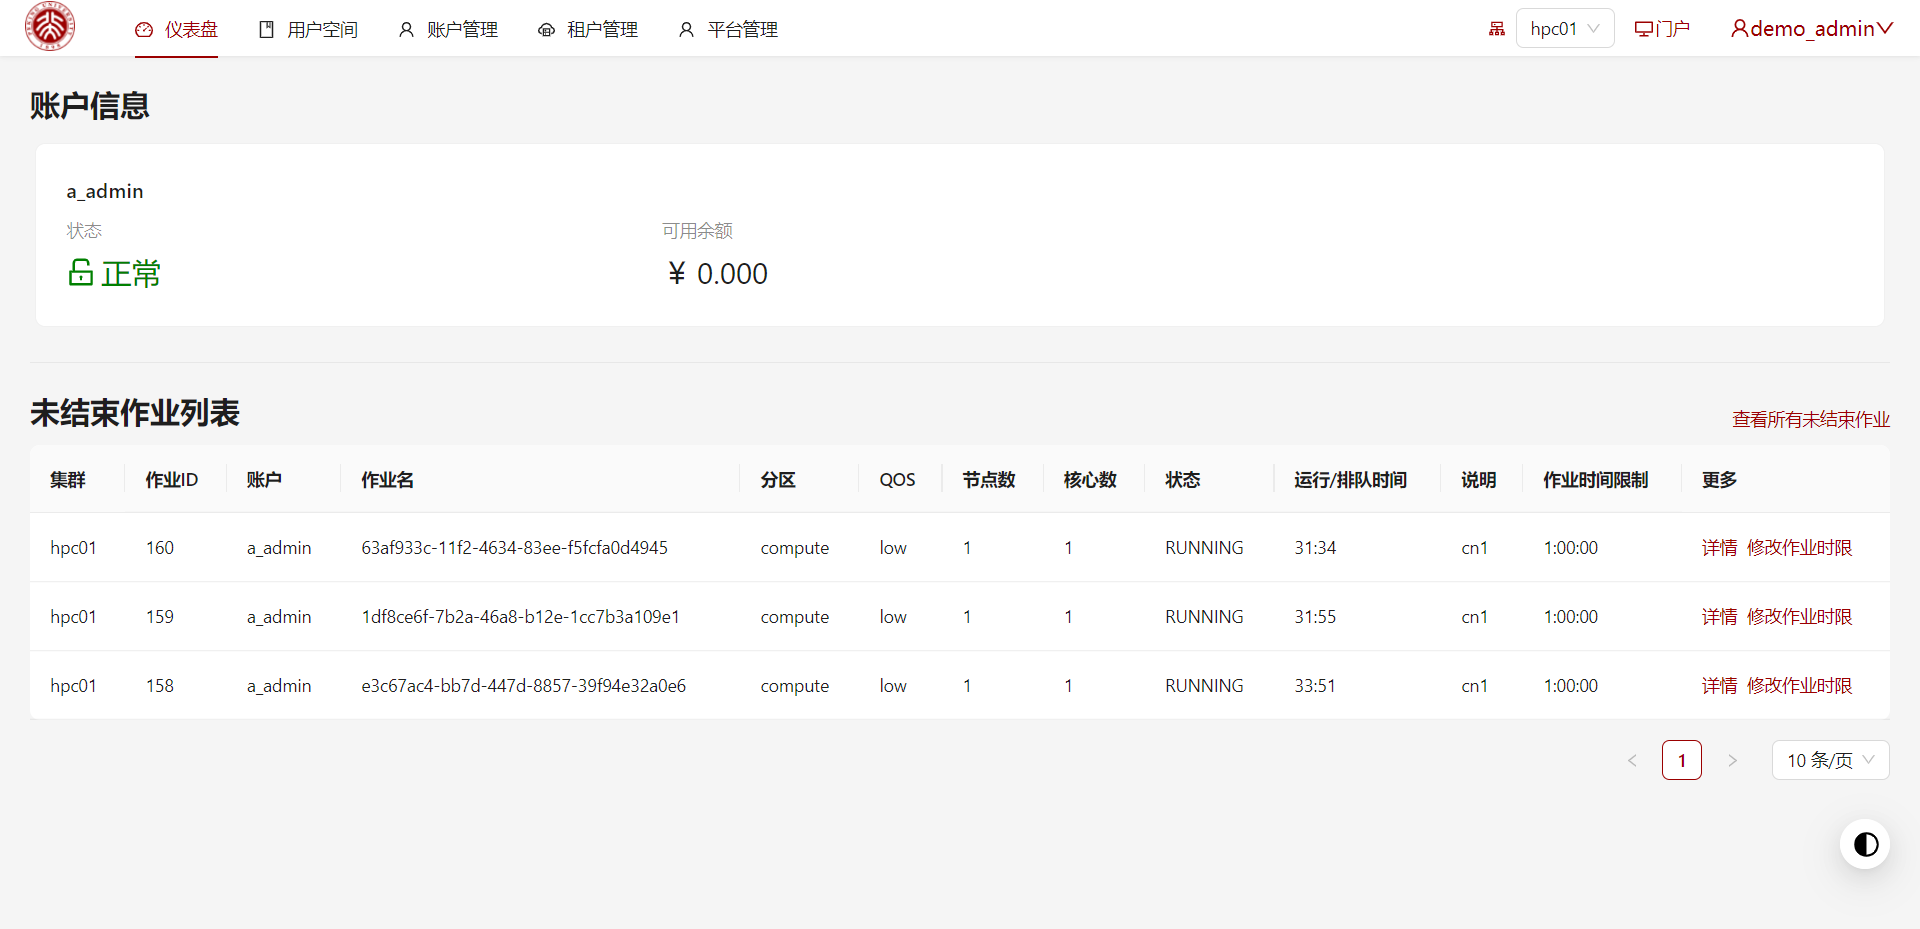 仪表盘 用户空间 账户管理 租户管理 平台管理 hpc01 门户 demo_admin
账户信息
a_admin
状态 可用余额
正常 ¥ 0.000
未结束作业列表 查看所有未结束作业
集群 作业ID 账户 作业名 分区 QOS 节点数 核心数 状态 运行/排队时间 说明 作业时间限制 更多
hpc01 160 a_admin 63af933c-11f2-4634-83ee-f5fcfa0d4945 compute low 1 1 RUNNING 31:34 cn1 1:00:00 详情 修改作业时限
hpc01 159 a_admin 1df8ce6f-7b2a-46a8-b12e-1cc7b3a109e1 compute low 1 1 RUNNING 31:55 cn1 1:00:00 详情 修改作业时限
hpc01 158 a_admin e3c67ac4-bb7d-447d-8857-39f94e32a0e6 compute low 1 1 RUNNING 33:51 cn1 1:00:00 详情 修改作业时限
< 1 > 10 条/页